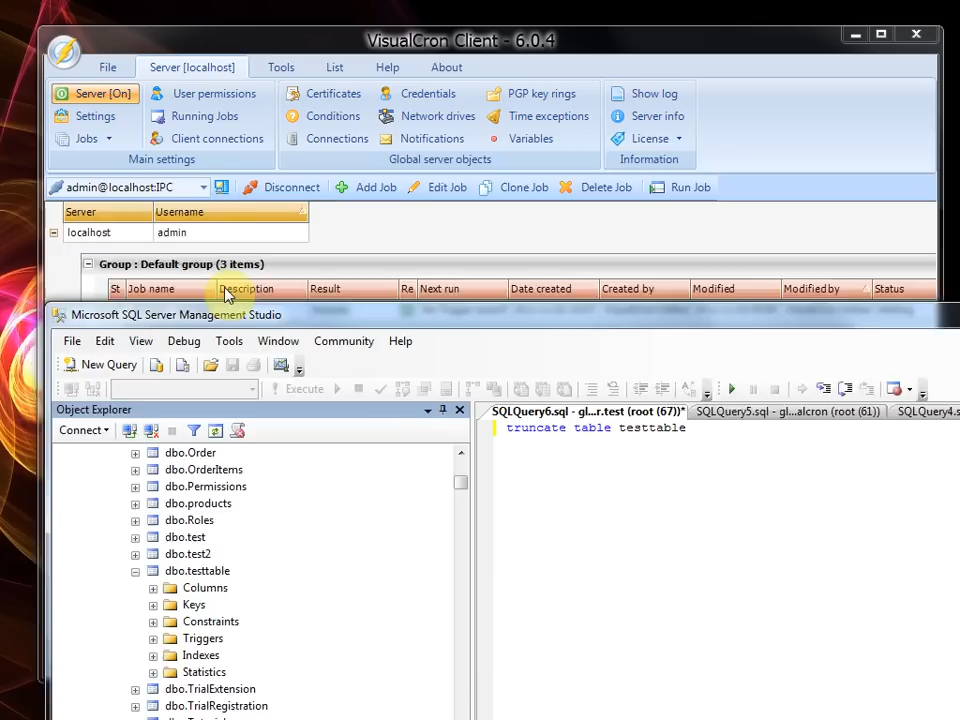 VisualCron Client - 6.0.4
File Server [localhost] Tools List Help About
Server [On] User permissions Certificates Credentials PGP key rings Show log
Settings Running Jobs Conditions Network drives Time exceptions Server info
Jobs Client connections Connections Notifications Variables License
Main settings Global server objects Information
admin@localhost:IPC Disconnect Add Job Edit Job Clone Job Delete Job Run Job
Server Username
localhost admin
Group : Default group (3 items)
St Job name Description Result Re Next run Date created Created by Modified Modified by Status
Microsoft SQL Server Management Studio
File Edit View Debug Tools Window Community Help
New Query
Execute
Object Explorer
SQLQuery6.sql - gl...r.test (root (67))* SQLQuery5.sql - gl...alcron (root (61)) SQLQuery4.s
Connect
truncate table testtable
dbo.Order
dbo.OrderItems
dbo.Permissions
dbo.products
dbo.Roles
dbo.test
dbo.test2
dbo.testtable
Columns
Keys
Constraints
Triggers
Indexes
Statistics
dbo.TrialExtension
dbo.TrialRegistration